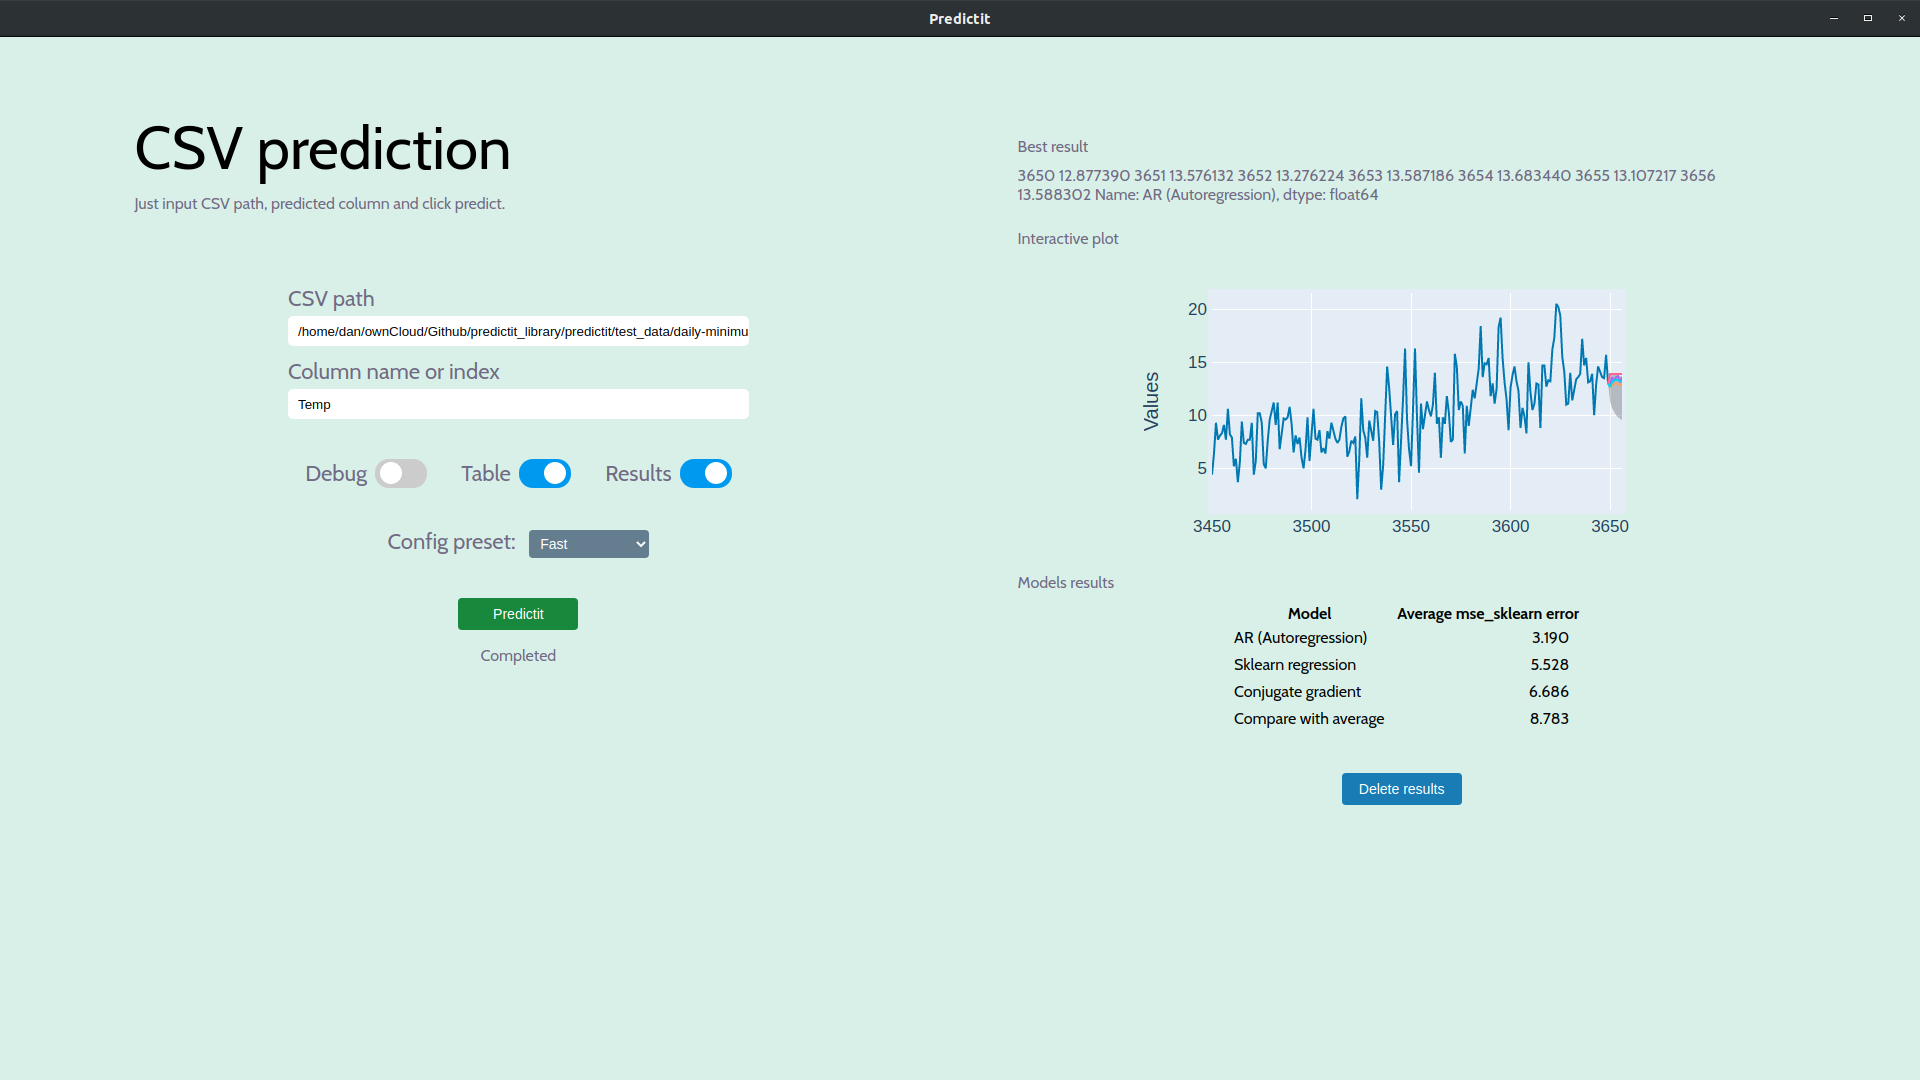 Predictit
CSV prediction
Just input CSV path, predicted column and click predict.
CSV path
/home/dan/ownCloud/Github/predictit_library/predictit/test_data/daily-minimu
Column name or index
Temp
Debug
Table
Results
Config preset:
Fast
Predictit
Completed
Best result
3650 12.877390 3651 13.576132 3652 13.276224 3653 13.587186 3654 13.683440 3655 13.107217 3656
13.588302 Name: AR (Autoregression), dtype: float64
Interactive plot
Values
20
15
10
5
3450 3500 3550 3600 3650
Models results
Model Average mse_sklearn error
AR (Autoregression) 3.190
Sklearn regression 5.528
Conjugate gradient 6.686
Compare with average 8.783
Delete results